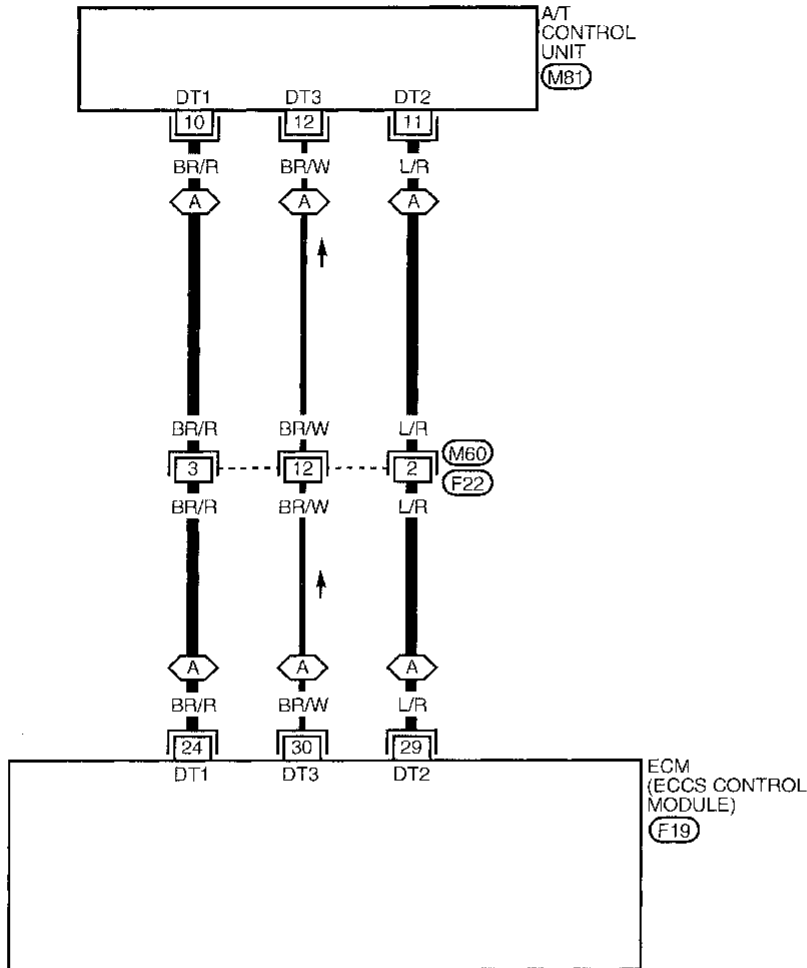 A/T
CONTROL
UNIT
M81
DT1 DT3 DT2
10 12 11
BR/R BR/W L/R
A A A
BR/R BR/W L/R
M60
3 12 2
F22
BR/R BR/W L/R
A A A
BR/R BR/W L/R
24 30 29
DT1 DT3 DT2
ECM
(ECCS CONTROL
MODULE)
F19